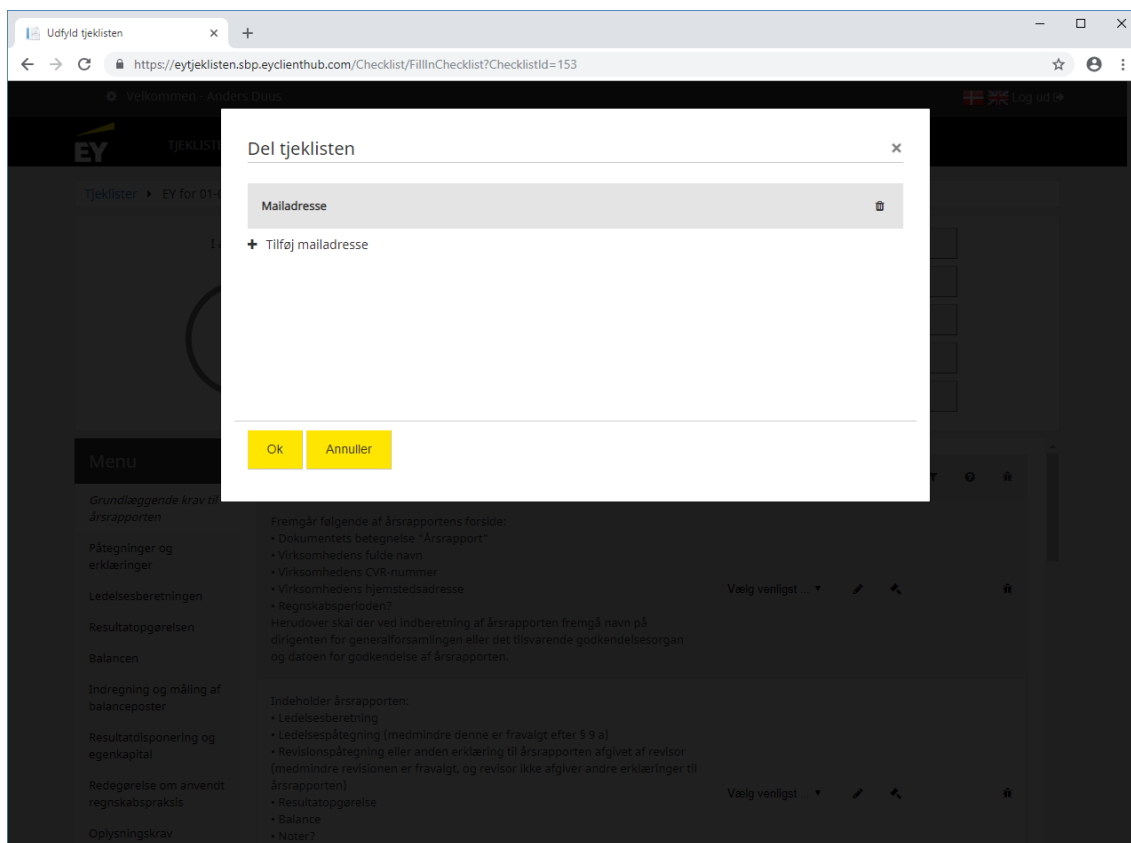 Udfyld tjeklisten
https://eytjeklisten.sbp.eyclienthub.com/Checklist/FillInChecklist?ChecklistId=153
Velkommen - Anders Duus
Log ud
EY
Tjeklister EY for
Del tjeklisten
Mailadresse
Tilføj mailadresse
Ok Annuller
Menu
Grundlæggende krav til
årsrapporten
Påtegninger og
erklæringer
Ledelsesberetningen
Resultatopgørelsen
Balancen
Indregning og måling af
balanceposter
Resultatdisponering og
egenkapital
Redegørelse om anvendt
regnskabspraksis
Oplysningskrav
Fremgår følgende af årsrapportens forside:
• Dokumentets betegnelse "Årsrapport"
• Virksomhedens fulde navn
• Virksomhedens CVR-nummer
• Virksomhedens hjemstedsadresse
• Regnskabsperioden?
Herudover skal der ved indberetning af årsrapporten fremgå navn på
dirigenten for generalforsamlingen eller det tilsvarende godkendelsesorgan
og datoen for godkendelse af årsrapporten.
Vælg venligst ...
Indeholder årsrapporten:
• Ledelsesberetning
• Ledelsespåtegning (medmindre denne er fravalgt efter § 9 a)
• Revisionspåtegning eller anden erklæring til årsrapporten afgivet af revisor
(medmindre revisionen er fravalgt, og revisor ikke afgiver andre erklæringer til
årsrapporten)
• Resultatopgørelse
• Balance
• Noter?
Vælg venligst ...